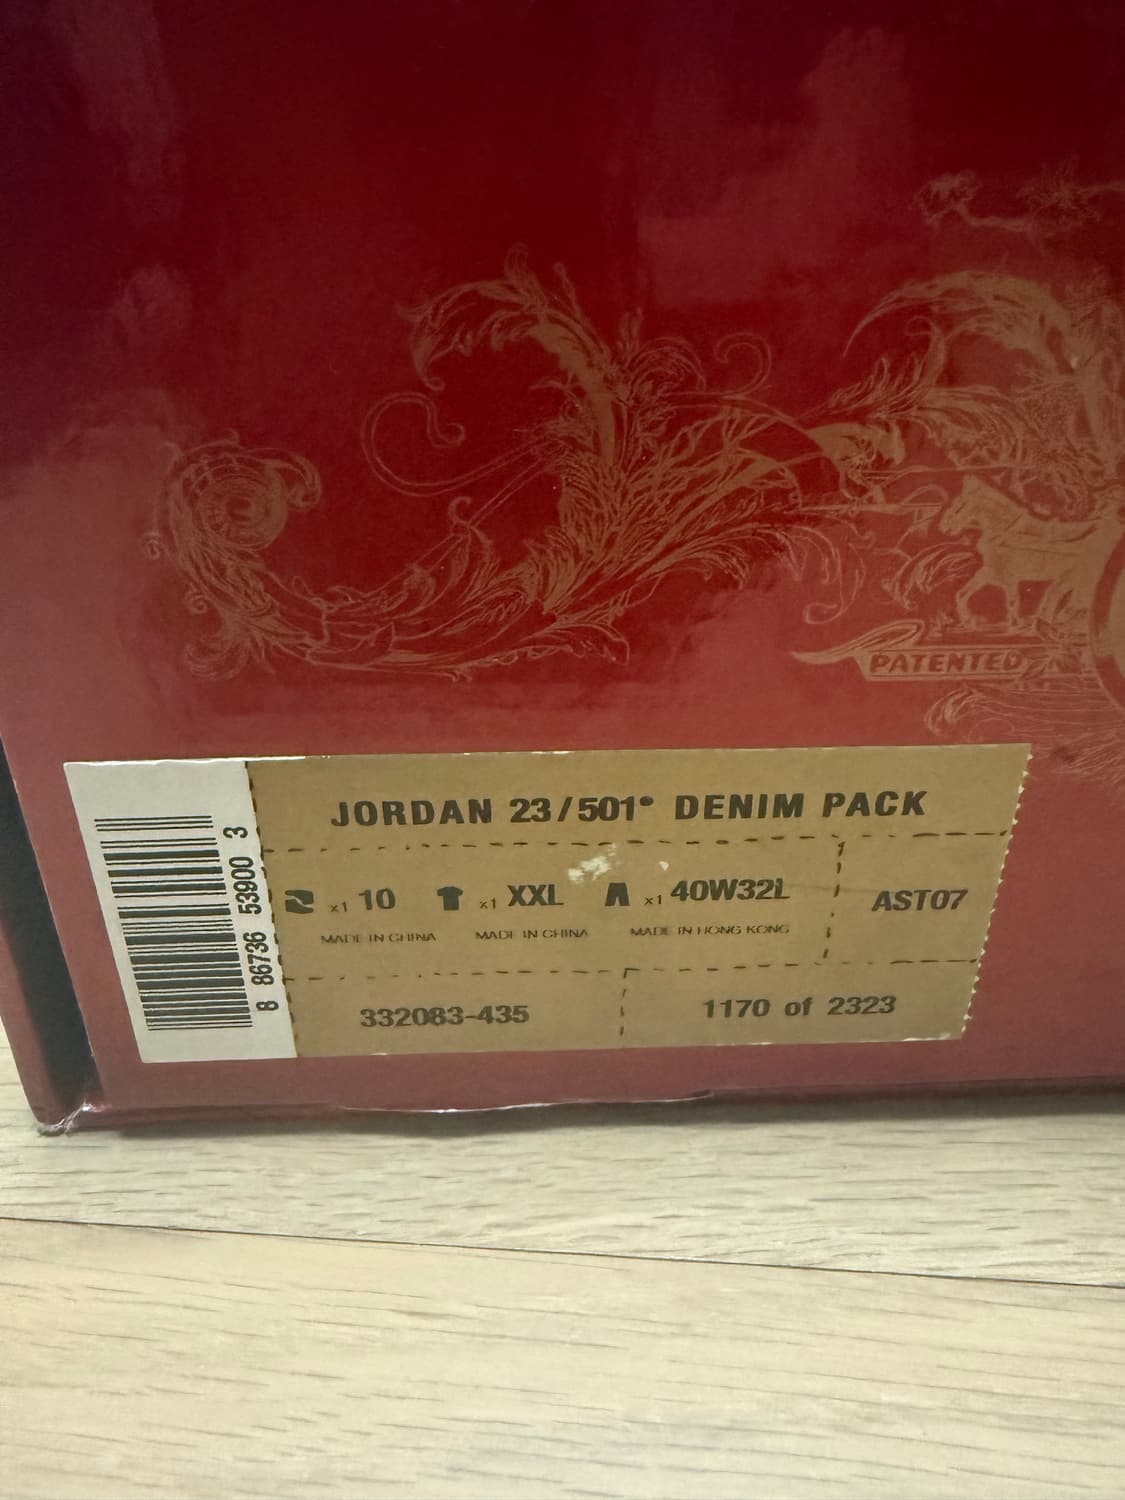 PATENTED
JORDAN 23/501® DENIM PACK
x1 10 x1 XXL x1 40W32L AST07
MADE IN CHINA MADE IN CHINA MADE IN HONG KONG
332083-435 1170 of 2323
8 86736 53900 3